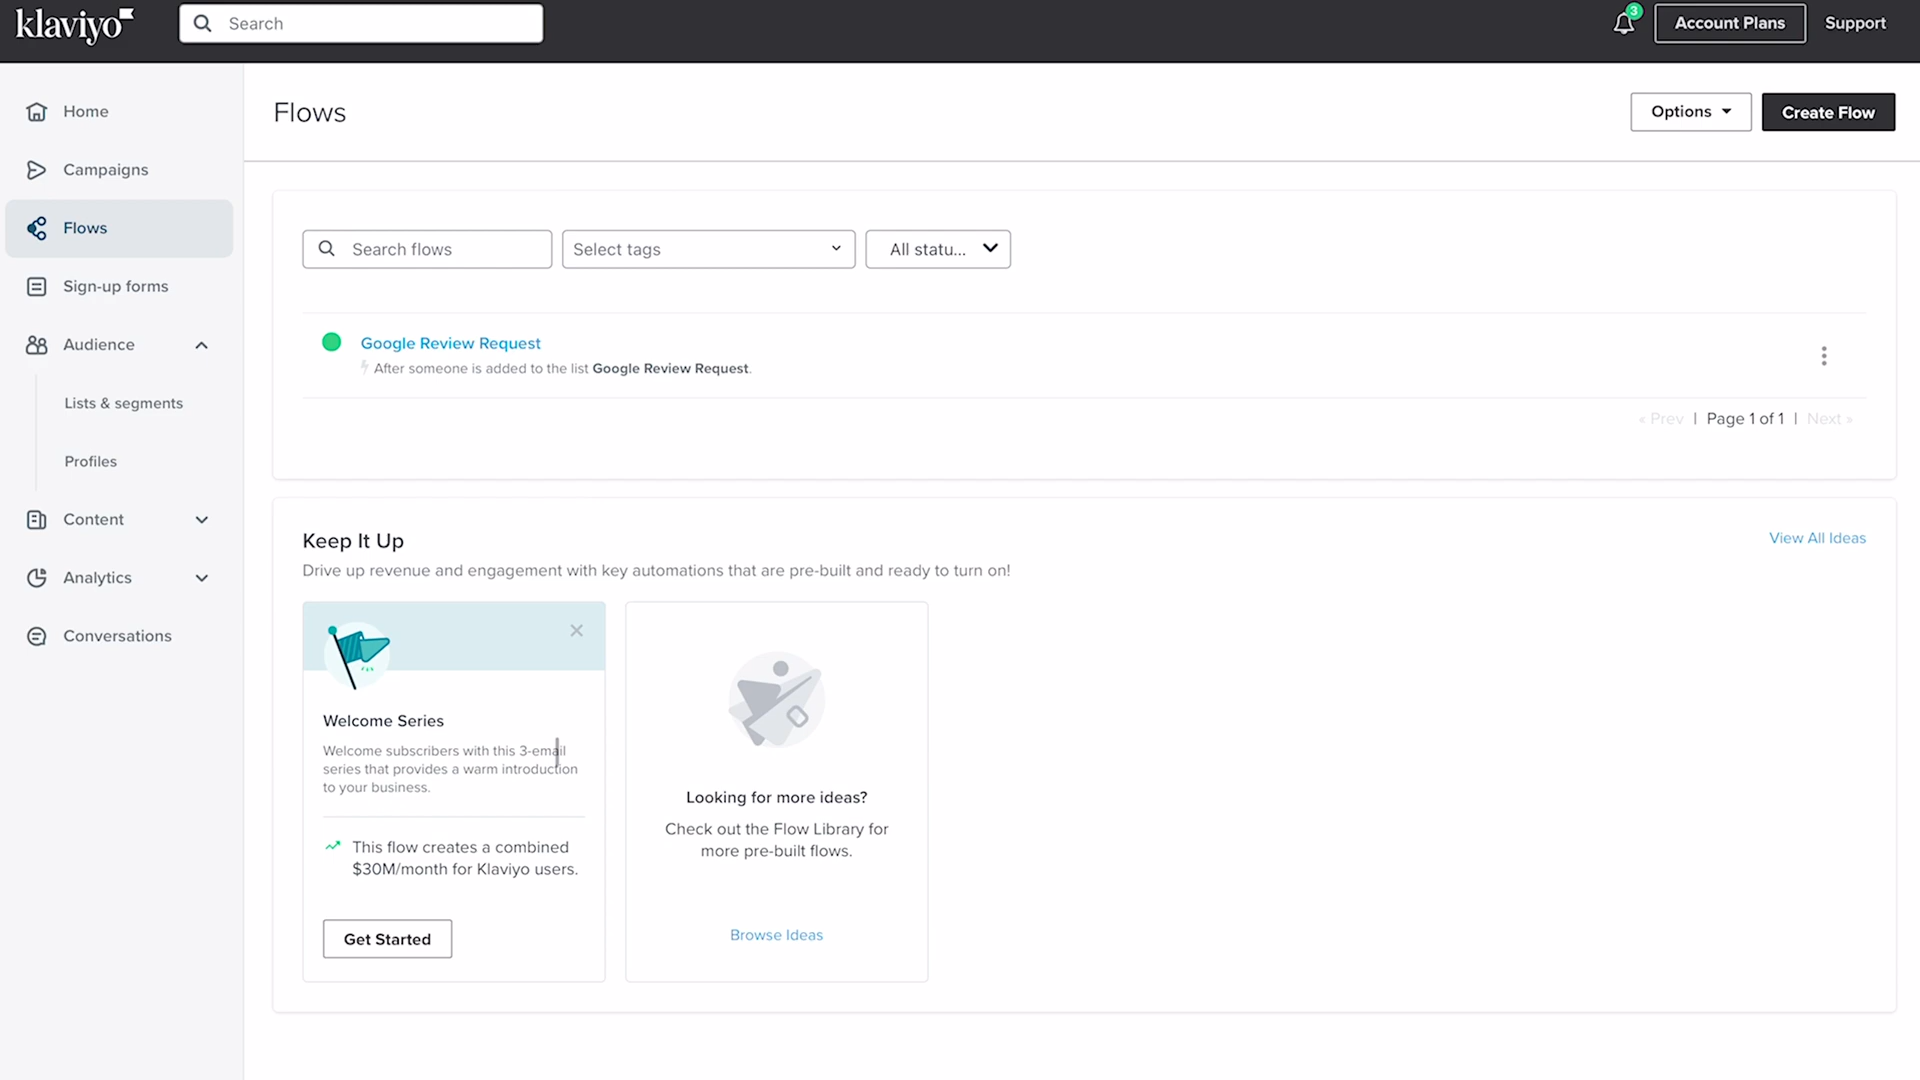 klaviyo
Search
3
Account Plans
Support
Home
Campaigns
Flows
Sign-up forms
Audience
Lists & segments
Profiles
Content
Analytics
Conversations
Flows
Options
Create Flow
Search flows
Select tags
All statu...
Google Review Request
After someone is added to the list Google Review Request.
« Prev | Page 1 of 1 | Next »
Keep It Up
View All Ideas
Drive up revenue and engagement with key automations that are pre-built and ready to turn on!
Welcome Series
Welcome subscribers with this 3-email
series that provides a warm introduction
to your business.
This flow creates a combined
$30M/month for Klaviyo users.
Get Started
Looking for more ideas?
Check out the Flow Library for
more pre-built flows.
Browse Ideas